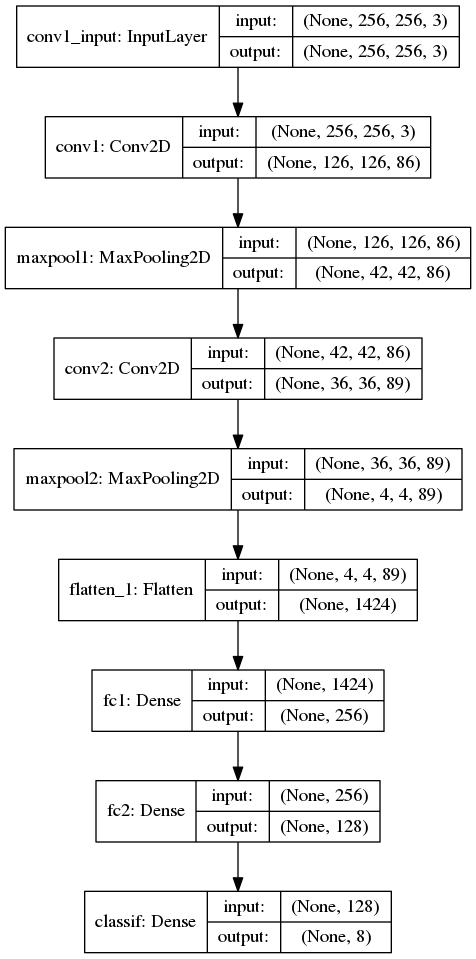 conv1_input: InputLayer
input: (None, 256, 256, 3)
output: (None, 256, 256, 3)
conv1: Conv2D
input: (None, 256, 256, 3)
output: (None, 126, 126, 86)
maxpool1: MaxPooling2D
input: (None, 126, 126, 86)
output: (None, 42, 42, 86)
conv2: Conv2D
input: (None, 42, 42, 86)
output: (None, 36, 36, 89)
maxpool2: MaxPooling2D
input: (None, 36, 36, 89)
output: (None, 4, 4, 89)
flatten_1: Flatten
input: (None, 4, 4, 89)
output: (None, 1424)
fc1: Dense
input: (None, 1424)
output: (None, 256)
fc2: Dense
input: (None, 256)
output: (None, 128)
classif: Dense
input: (None, 128)
output: (None, 8)